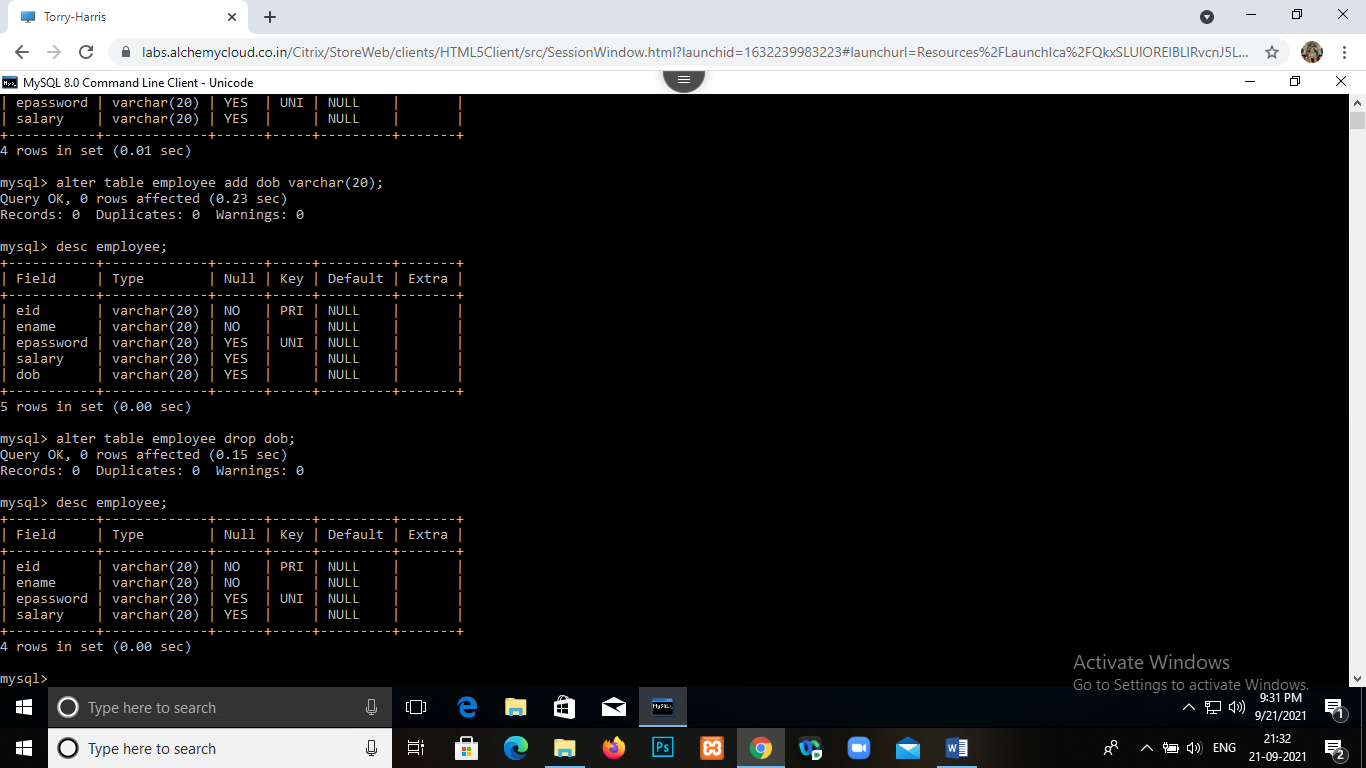 Torry-Harris
labs.alchemycloud.co.in/Citrix/StoreWeb/clients/HTML5Client/src/SessionWindow.html?launchid=1632239983223#launchurl=Resources%2FLaunchIca%2FQkxSLUlOREIBLIRvcnJ5L...
MySQL 8.0 Command Line Client - Unicode
| epassword | varchar(20) | YES  | UNI | NULL    |       |
| salary    | varchar(20) | YES  |     | NULL    |       |
+-----------+-------------+------+-----+---------+-------+
4 rows in set (0.01 sec)
mysql> alter table employee add dob varchar(20);
Query OK, 0 rows affected (0.23 sec)
Records: 0  Duplicates: 0  Warnings: 0
mysql> desc employee;
+-----------+-------------+------+-----+---------+-------+
| Field     | Type        | Null | Key | Default | Extra |
+-----------+-------------+------+-----+---------+-------+
| eid       | varchar(20) | NO   | PRI | NULL    |       |
| ename     | varchar(20) | NO   |     | NULL    |       |
| epassword | varchar(20) | YES  | UNI | NULL    |       |
| salary    | varchar(20) | YES  |     | NULL    |       |
| dob       | varchar(20) | YES  |     | NULL    |       |
+-----------+-------------+------+-----+---------+-------+
5 rows in set (0.00 sec)
mysql> alter table employee drop dob;
Query OK, 0 rows affected (0.15 sec)
Records: 0  Duplicates: 0  Warnings: 0
mysql> desc employee;
+-----------+-------------+------+-----+---------+-------+
| Field     | Type        | Null | Key | Default | Extra |
+-----------+-------------+------+-----+---------+-------+
| eid       | varchar(20) | NO   | PRI | NULL    |       |
| ename     | varchar(20) | NO   |     | NULL    |       |
| epassword | varchar(20) | YES  | UNI | NULL    |       |
| salary    | varchar(20) | YES  |     | NULL    |       |
+-----------+-------------+------+-----+---------+-------+
4 rows in set (0.00 sec)
mysql>
Activate Windows
Go to Settings to activate Windows.
Type here to search
MySQL
9:31 PM
9/21/2021
1
Type here to search
Ps
ENG
21:32
21-09-2021
2